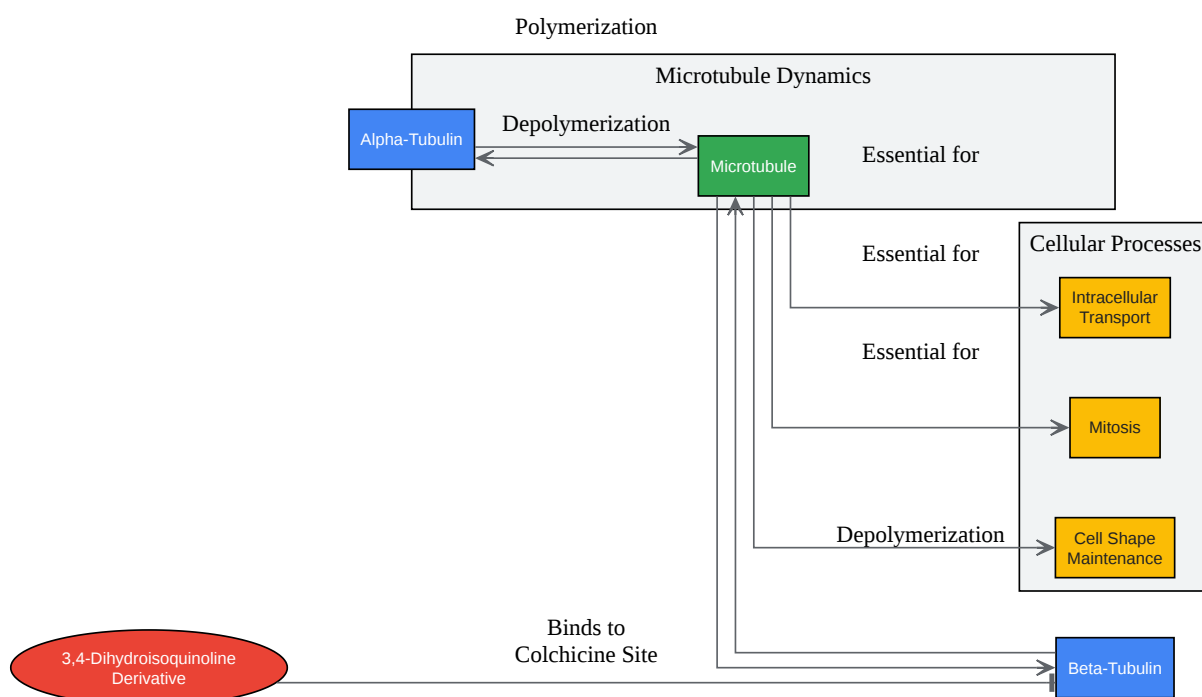 Polymerization
Microtubule Dynamics
Depolymerization
Alpha-Tubulin
Microtubule
Essential for
Cellular Processes
Essential for
Intracellular
Transport
Essential for
Mitosis
Depolymerization
Cell Shape
Maintenance
Binds to
Colchicine Site
3,4-Dihydroisoquinoline
Derivative
Beta-Tubulin